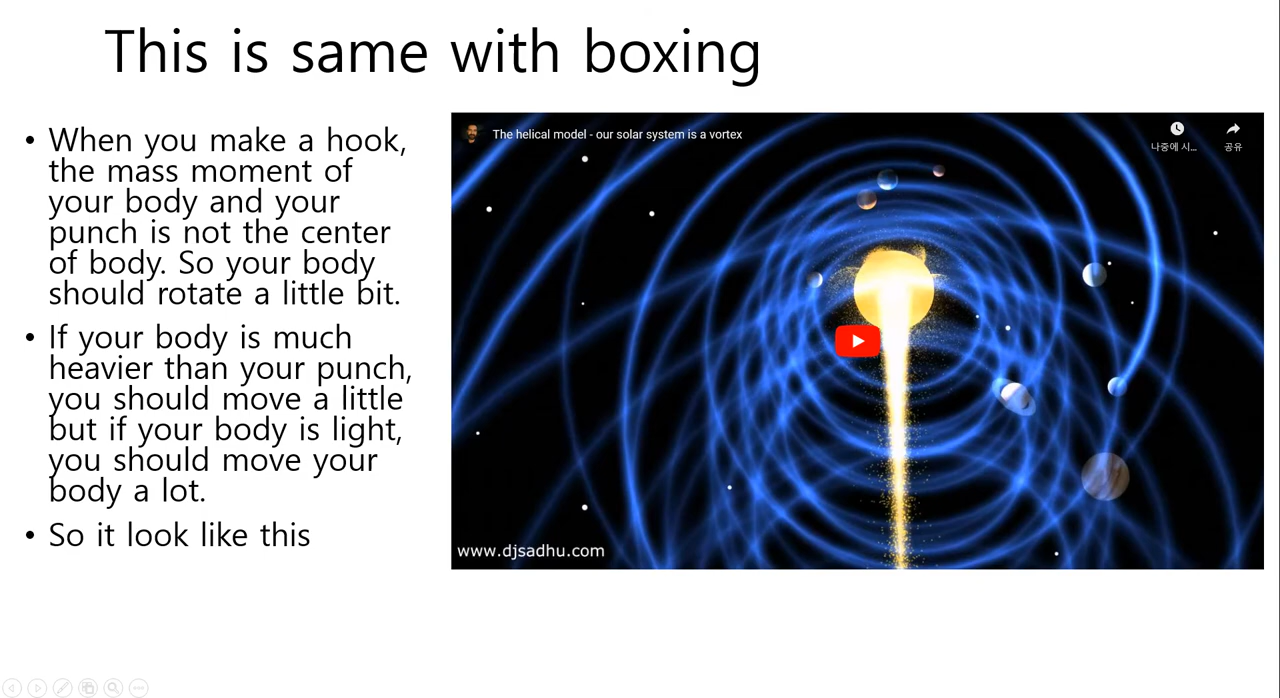 This is same with boxing
• When you make a hook,
the mass moment of
your body and your
punch is not the center
of body. So your body
should rotate a little bit.
• If your body is much
heavier than your punch,
you should move a little
but if your body is light,
you should move your
body a lot.
• So it look like this
The helical model - our solar system is a vortex
나중에 시...
공유
www.djsadhu.com